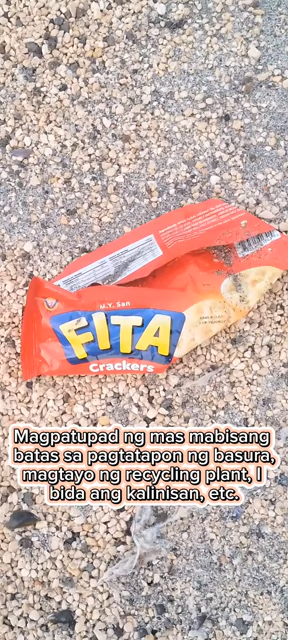 M.Y. San
FITA
Crackers
Magpatupad ng mas mabisang
batas sa pagtatapon ng basura,
magtayo ng recycling plant, I
bida ang kalinisan, etc.